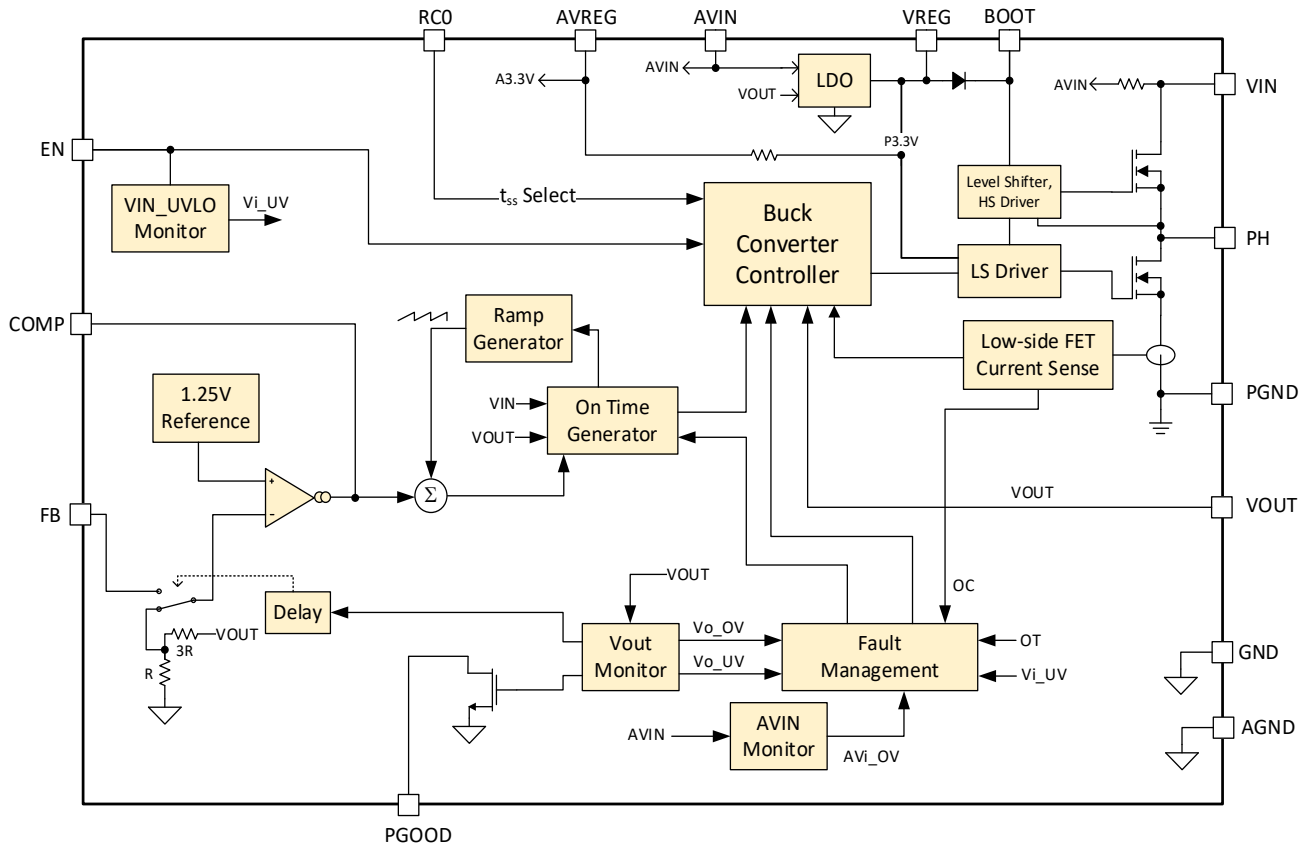 RC0
AVREG
AVIN
VREG
BOOT
A3.3V
AVIN
VOUT
LDO
AVIN
VIN
P3.3V
EN
VIN_UVLO
Monitor
Vi_UV
tss Select
Buck
Converter
Controller
Level Shifter,
HS Driver
PH
LS Driver
COMP
Ramp
Generator
Low-side FET
Current Sense
1.25V
Reference
VIN
VOUT
On Time
Generator
PGND
+
-
Σ
FB
VOUT
VOUT
VOUT
OC
Delay
VOUT
3R
R
Vout
Monitor
Vo_OV
Vo_UV
Fault
Management
OT
Vi_UV
GND
AVIN
AVIN
Monitor
AVi_OV
AGND
PGOOD